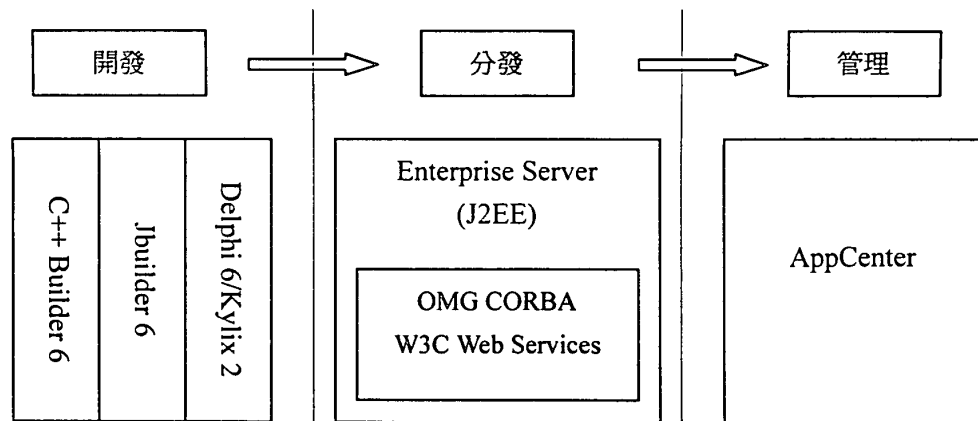 開發
分發
管理
C++ Builder 6
Jbuilder 6
Delphi 6/Kylix 2
Enterprise Server
(J2EE)
OMG CORBA
W3C Web Services
AppCenter